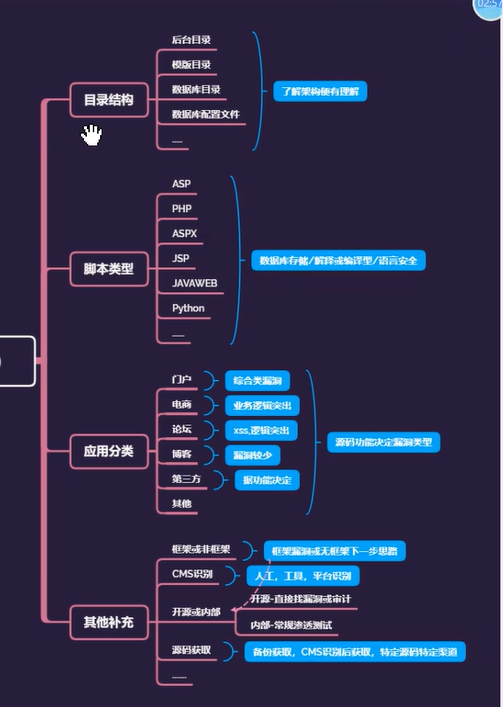 02:57
后台目录
模版目录
目录结构
数据库目录
了解架构便有理解
数据库配置文件
......
ASP
PHP
ASPX
脚本类型
JSP
数据库存储/解释或编译型/语言安全
JAVAWEB
Python
......
门户
综合类漏洞
电商
业务逻辑突出
论坛
xss,逻辑突出
应用分类
博客
漏洞较少
源码功能决定漏洞类型
第三方
据功能决定
其他
框架或非框架
框架漏洞或无框架下一步思路
CMS识别
人工，工具，平台识别
其他补充
开源或内部
开源-直接找漏洞或审计
内部-常规渗透测试
源码获取
备份获取，CMS识别后获取，特定源码特定渠道
.......